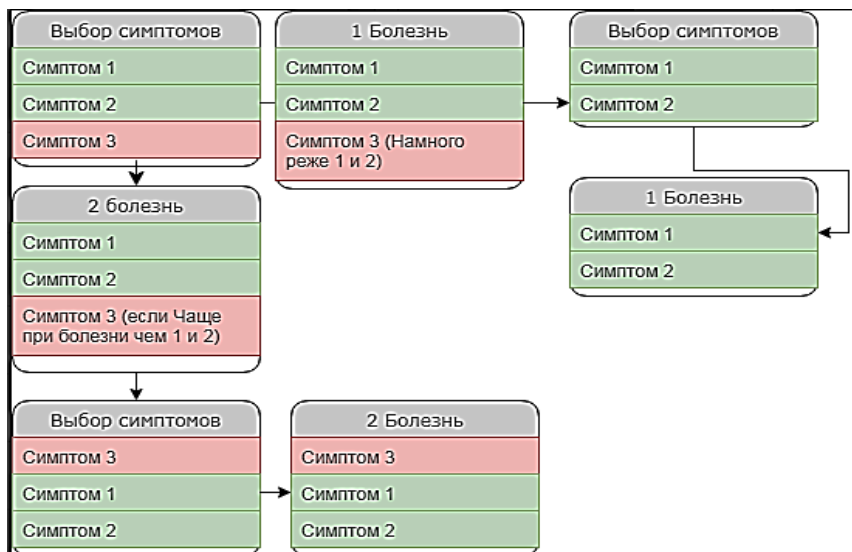 Выбор симптомов
Симптом 1
Симптом 2
Симптом 3
1 Болезнь
Симптом 1
Симптом 2
Симптом 3 (Намного
реже 1 и 2)
Выбор симптомов
Симптом 1
Симптом 2
1 Болезнь
Симптом 1
Симптом 2
2 болезнь
Симптом 1
Симптом 2
Симптом 3 (если Чаще
при болезни чем 1 и 2)
Выбор симптомов
Симптом 3
Симптом 1
Симптом 2
2 Болезнь
Симптом 3
Симптом 1
Симптом 2